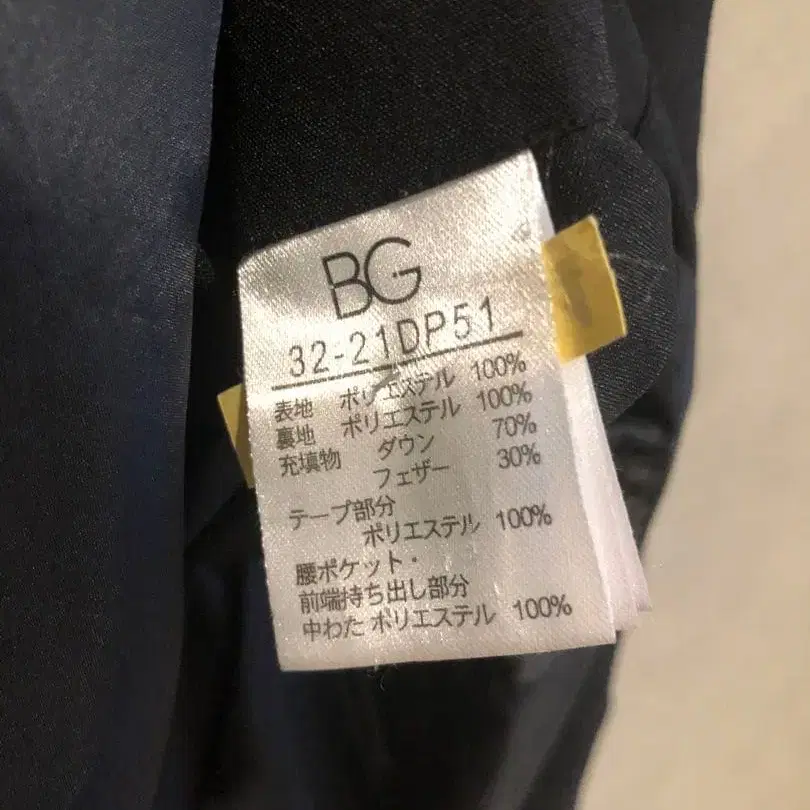 BG
32-21DP51
表地 ポリエステル 100%
裏地 ポリエステル 100%
充填物 ダウン 70%
フェザー 30%
テープ部分
ポリエステル 100%
腰ポケット・
前端持ち出し部分
中わた ポリエステル 100%